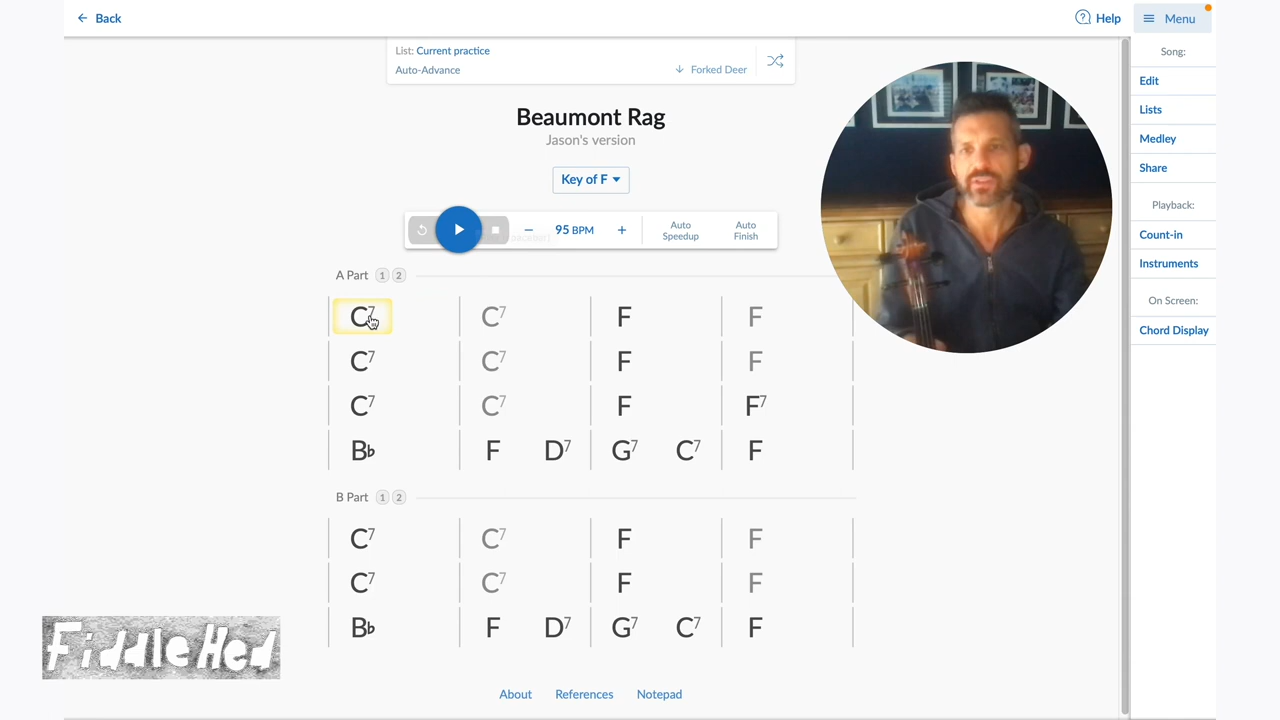 Back
Help
Menu
List: Current practice
Auto-Advance
Forked Deer
Beaumont Rag
Jason's version
Key of F
95 BPM
Auto Speedup
Auto Finish
A Part 1 2
C7 C7 F F
C7 C7 F F
C7 C7 F F7
B♭ F D7 G7 C7 F
B Part 1 2
C7 C7 F F
C7 C7 F F
B♭ F D7 G7 C7 F
About References Notepad
Song:
Edit
Lists
Medley
Share
Playback:
Count-in
Instruments
On Screen:
Chord Display
FiddleHed